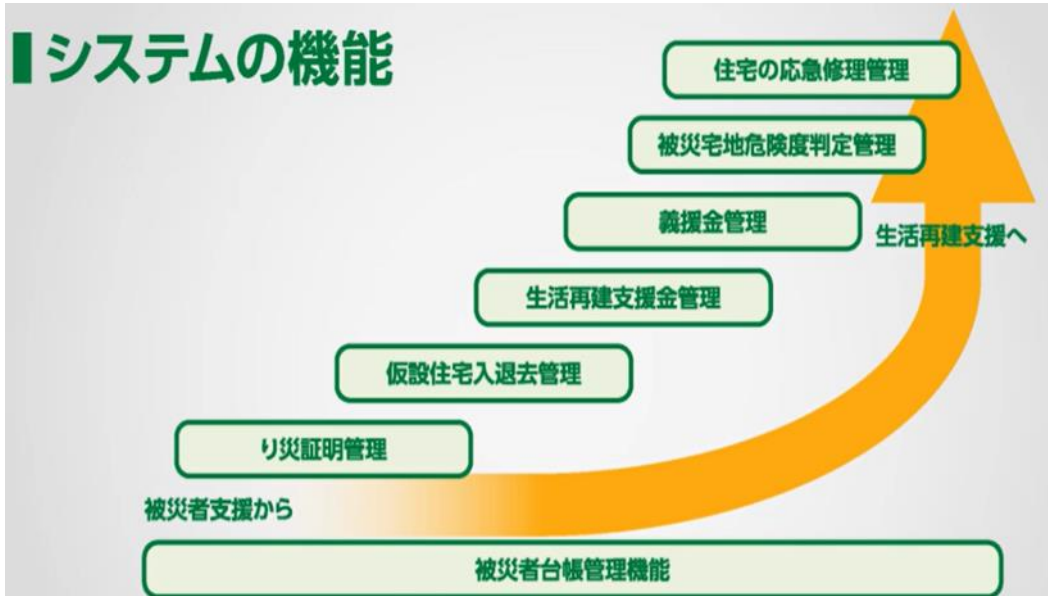 システムの機能
住宅の応急修理管理
被災宅地危険度判定管理
義援金管理
生活再建支援へ
生活再建支援金管理
仮設住宅入退去管理
り災証明管理
被災者支援から
被災者台帳管理機能